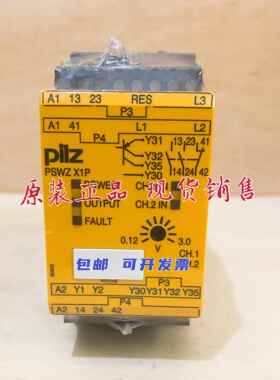 A1 13 23 RES L3
P3
A1 41 L1 L2
P4
pilz
PSWZ X1P
Y31
Y32
Y35
Y30
13 23 41
14 24 42
POWER
CH.
OUTPUT
CH.2 IN
FAULT
原装正品 现货销售
0.12
3.0
V
CH.1
包邮 可开发票
P3
A2 Y1 Y2 Y30 Y31 Y32 Y35
P4
A2 14 24 42